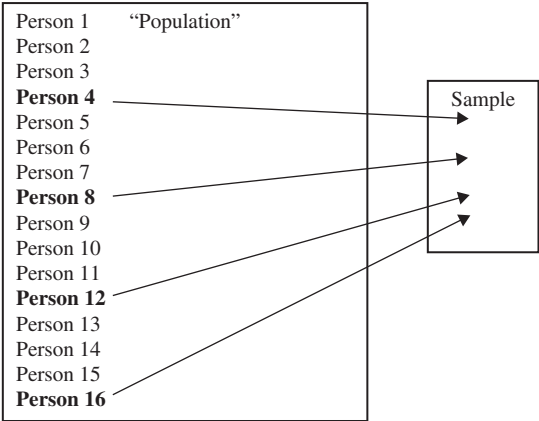 Person 1 “Population”
Person 2
Person 3
Person 4
Sample
Person 5
Person 6
Person 7
Person 8
Person 9
Person 10
Person 11
Person 12
Person 13
Person 14
Person 15
Person 16